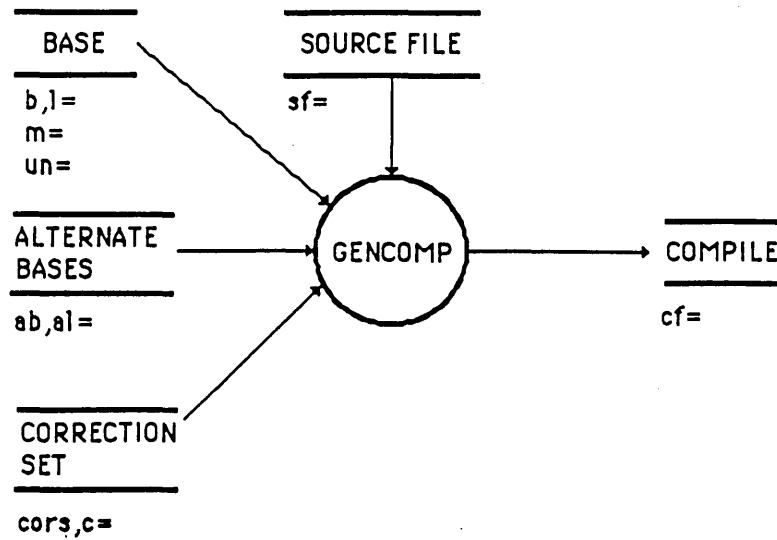 BASE
b,l=
m=
un=
SOURCE FILE
sf=
ALTERNATE
BASES
ab,al=
GENCOMP
COMPILE
cf=
CORRECTION
SET
cors,c=